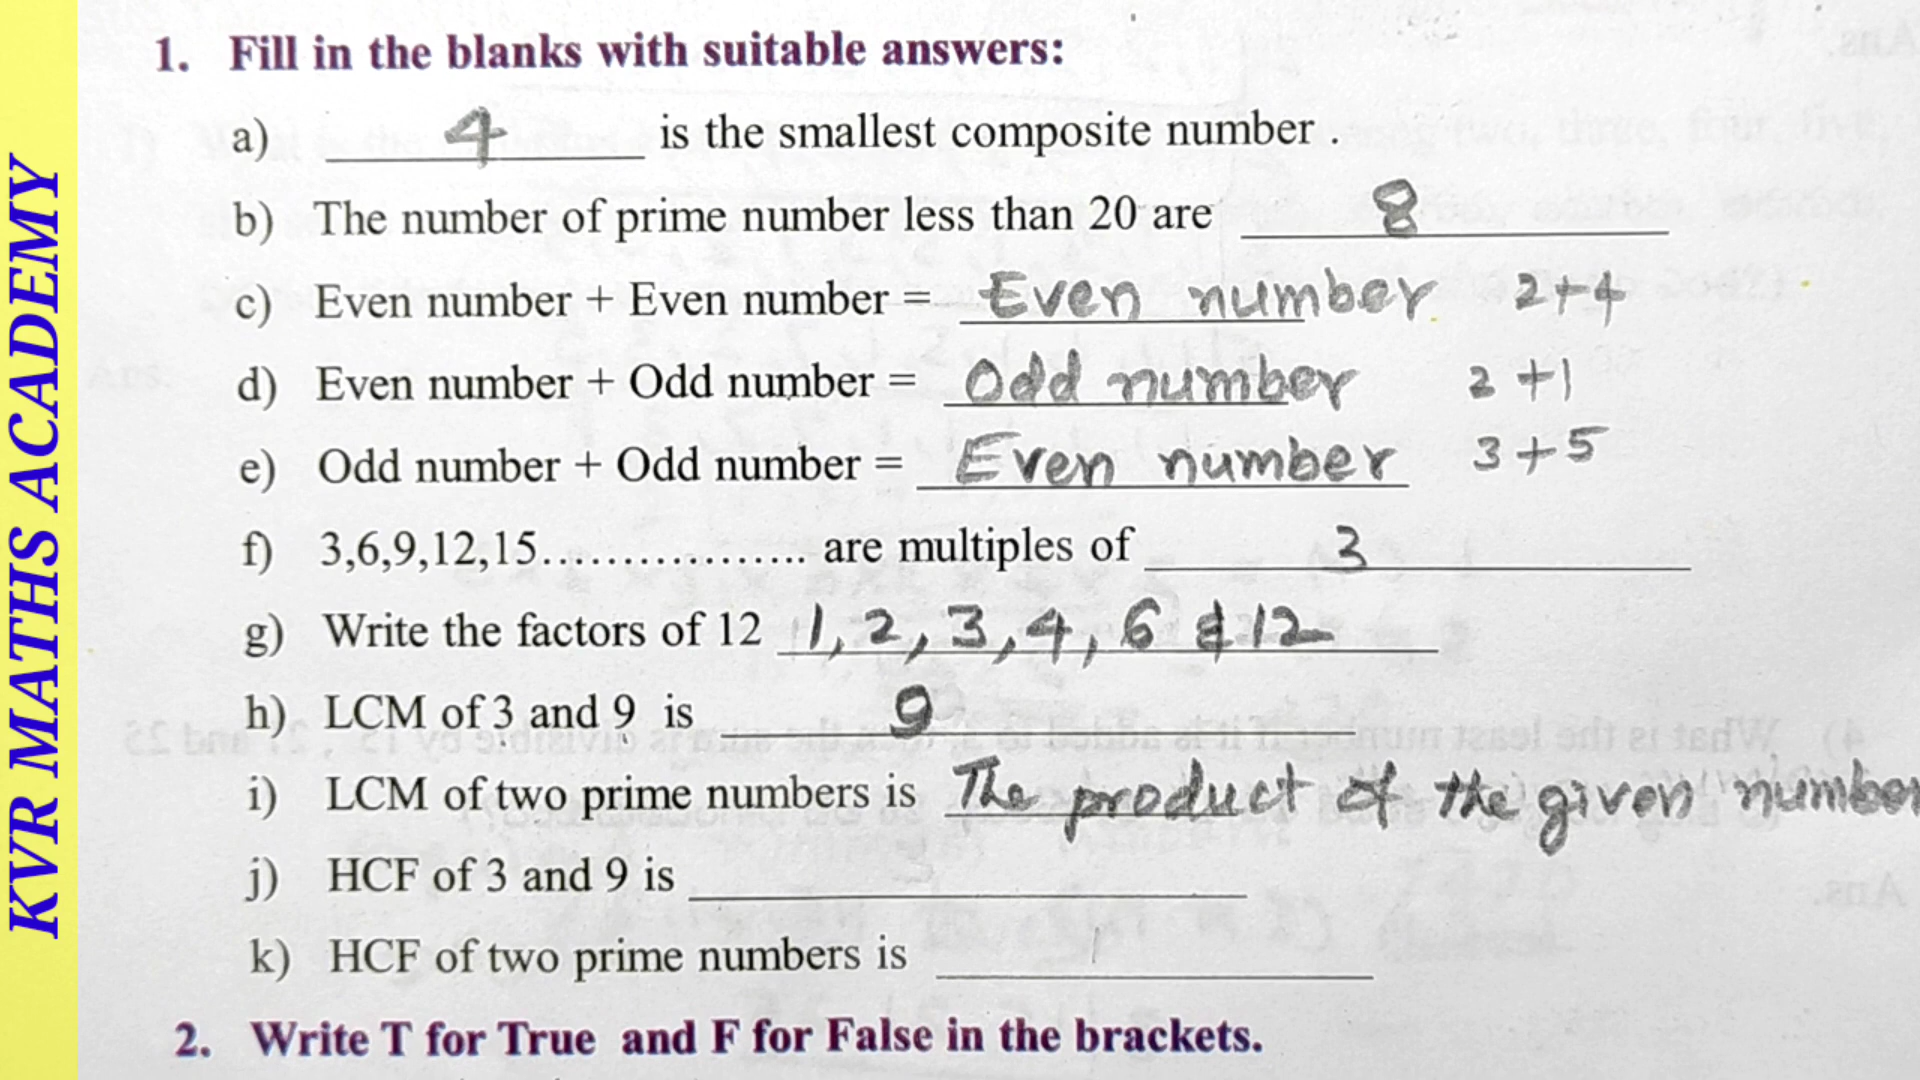 KVR MATHS ACADEMY
1. Fill in the blanks with suitable answers:
a) 4 is the smallest composite number .
b) The number of prime number less than 20 are 8
c) Even number + Even number = Even number 2+4
d) Even number + Odd number = Odd number 2+1
e) Odd number + Odd number = Even number 3+5
f) 3,6,9,12,15................. are multiples of 3
g) Write the factors of 12 1, 2, 3, 4, 6 & 12
h) LCM of 3 and 9 is 9
i) LCM of two prime numbers is The product of the given number
j) HCF of 3 and 9 is
k) HCF of two prime numbers is
2. Write T for True and F for False in the brackets.